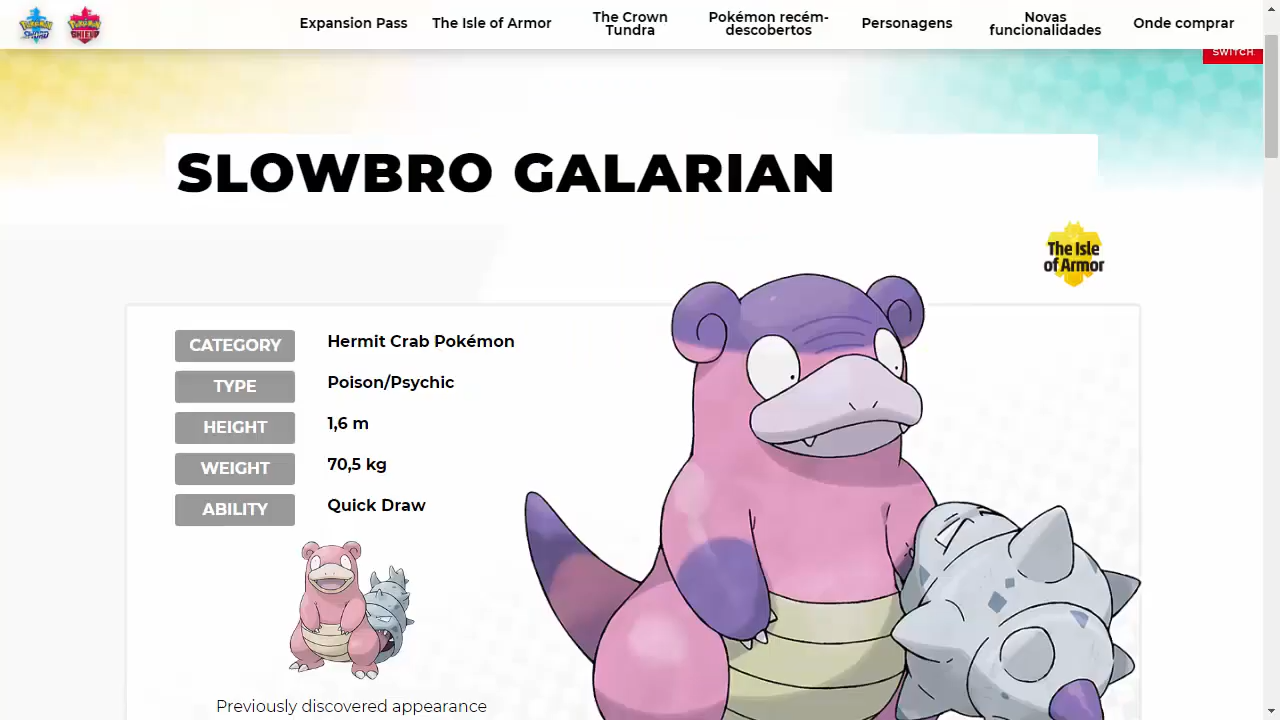 Expansion Pass
The Isle of Armor
The Crown
Tundra
Pokémon recém-
descobertos
Personagens
Novas
funcionalidades
Onde comprar
SWITCH.
SLOWBRO GALARIAN
The Isle
of Armor
CATEGORY Hermit Crab Pokémon
TYPE Poison/Psychic
HEIGHT 1,6 m
WEIGHT 70,5 kg
ABILITY Quick Draw
Previously discovered appearance